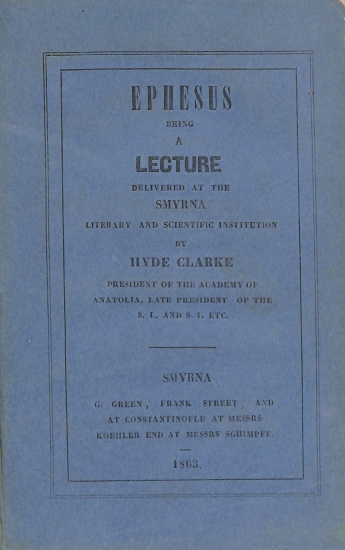 EPHESUS
BEING
A
LECTURE
DELIVERED AT THE
SMYRNA
LITERARY AND SCIENTIFIC INSTITUTION
BY
HYDE CLARKE
PRESIDENT OF THE ACADEMY OF
ANATOLIA, LATE PRESIDENT OF THE
S. I., AND S. I. ETC.
SMYRNA
G. GREEN, FRANK STREET, AND
AT CONSTANTINOPLE AT MESSRS
KOEHLER END AT MESSRS SGHIMPFF.
1863.